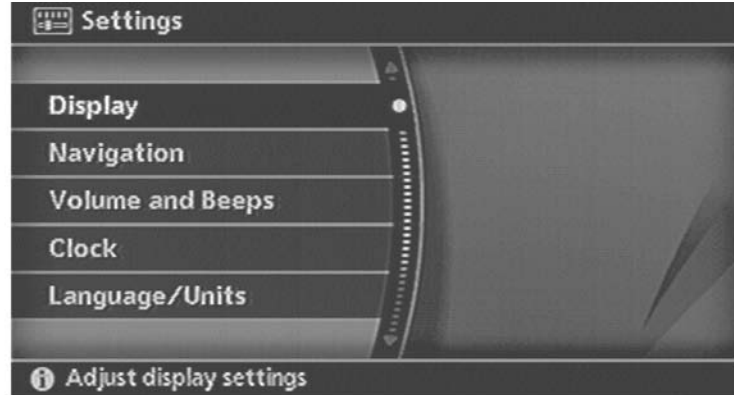 Settings
Display
Navigation
Volume and Beeps
Clock
Language/Units
Adjust display settings